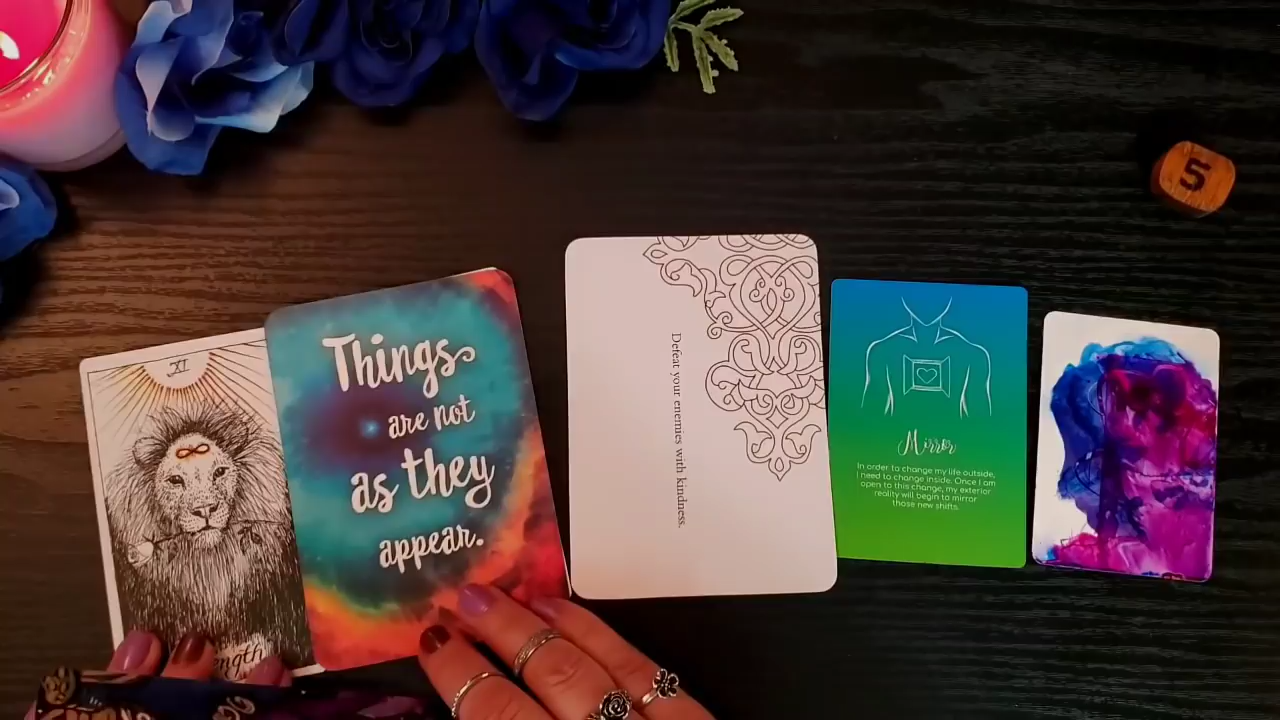 XI
Strength
Things
are not
as they
appear.
Defeat your enemies with kindness.
Mirror
In order to change my life outside,
I need to change inside. Once I am
open to this change, my exterior
reality will begin to mirror
those new shifts.
5